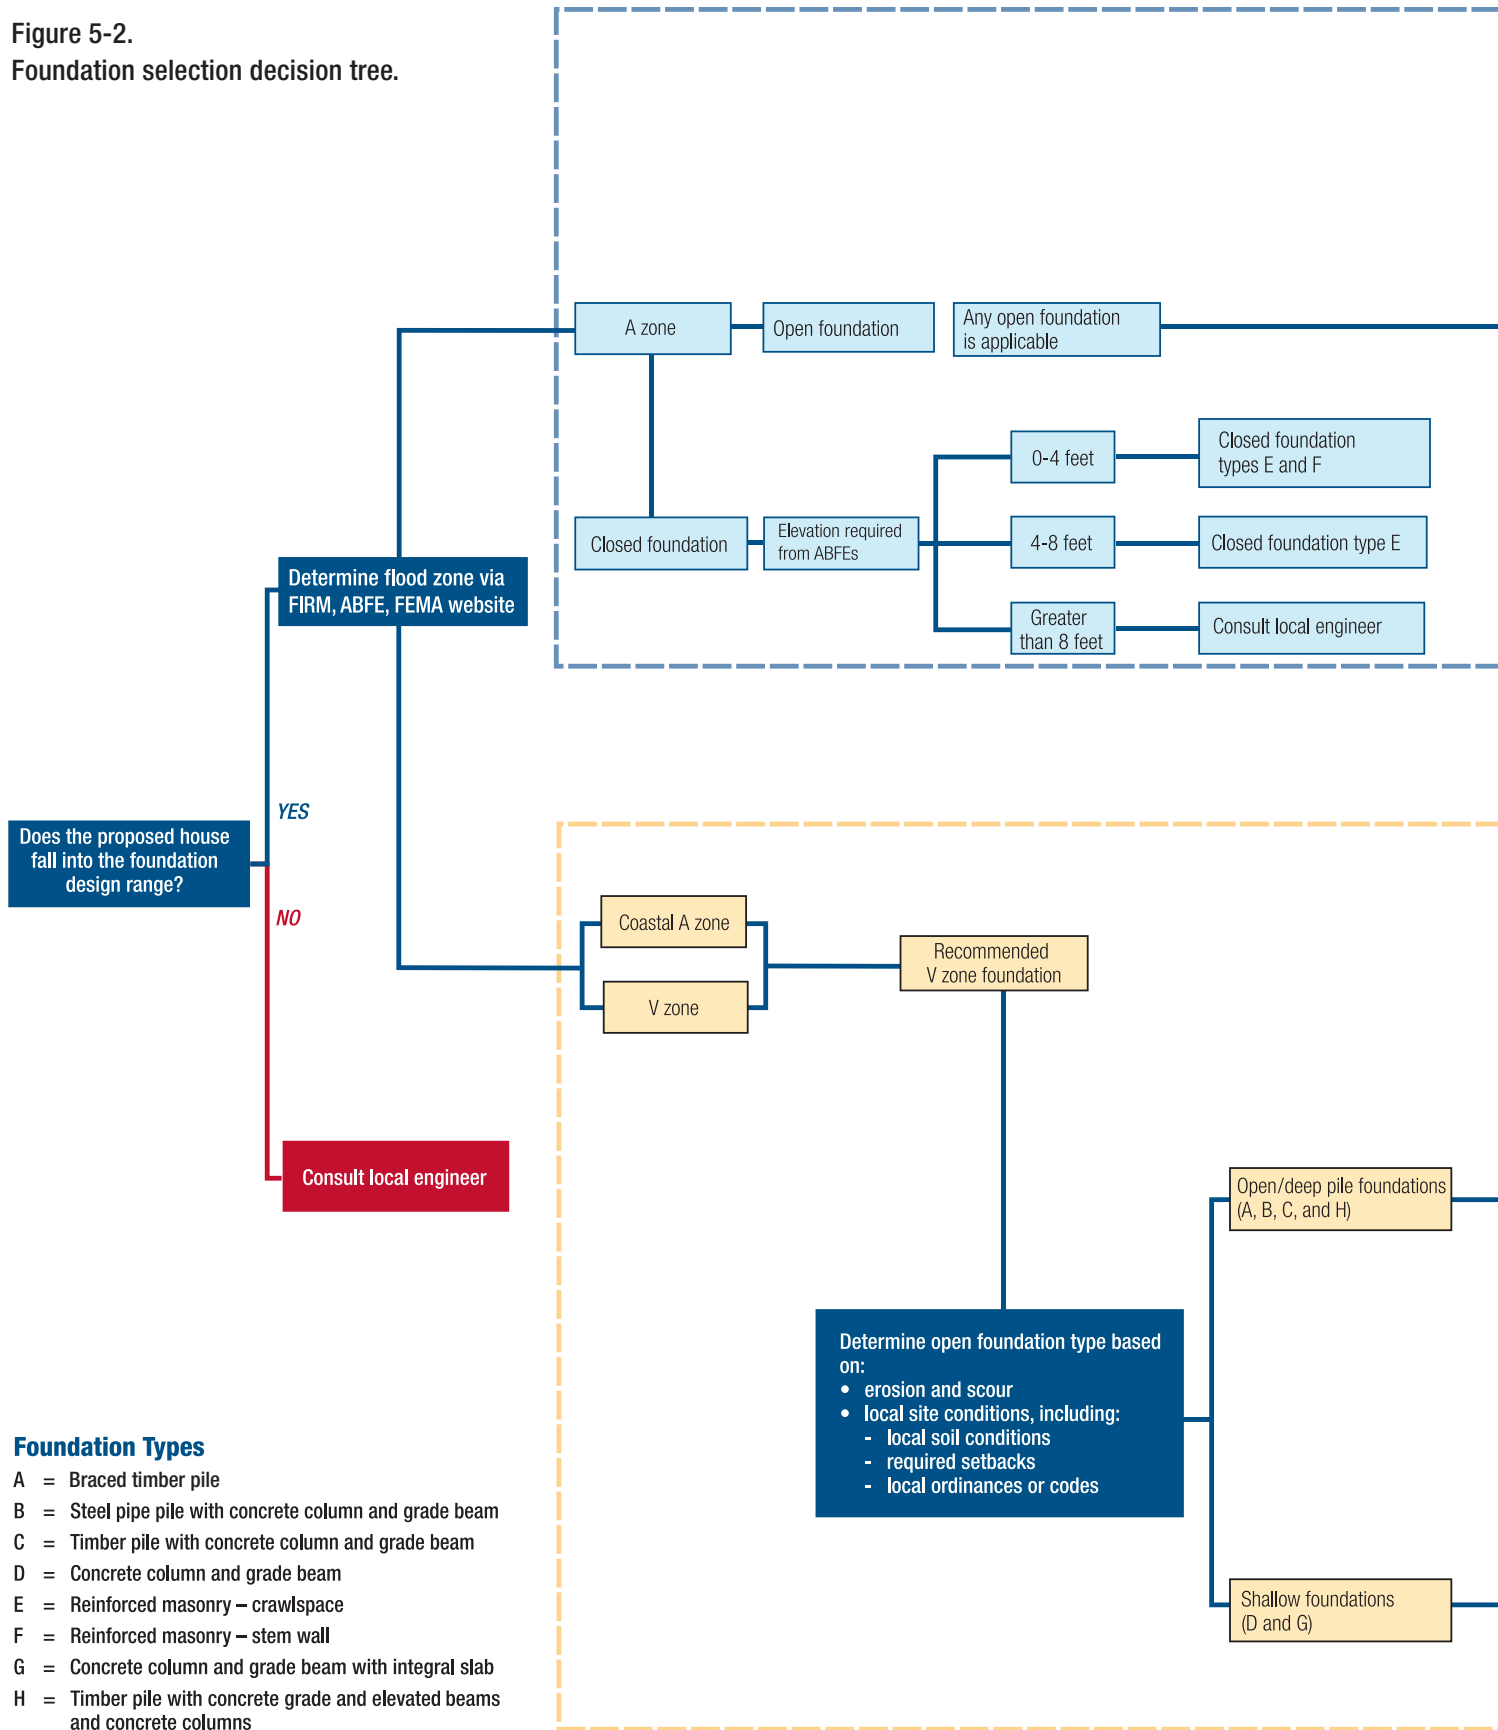 Figure 5-2.
Foundation selection decision tree.
A zone
Open foundation
Any open foundation
is applicable
0-4 feet
Closed foundation
types E and F
Closed foundation
Elevation required
from ABFEs
4-8 feet
Closed foundation type E
Greater
than 8 feet
Consult local engineer
Determine flood zone via
FIRM, ABFE, FEMA website
YES
Does the proposed house
fall into the foundation
design range?
NO
Coastal A zone
V zone
Recommended
V zone foundation
Consult local engineer
Open/deep pile foundations
(A, B, C, and H)
Determine open foundation type based
on:
• erosion and scour
• local site conditions, including:
- local soil conditions
- required setbacks
- local ordinances or codes
Shallow foundations
(D and G)
Foundation Types
A = Braced timber pile
B = Steel pipe pile with concrete column and grade beam
C = Timber pile with concrete column and grade beam
D = Concrete column and grade beam
E = Reinforced masonry – crawlspace
F = Reinforced masonry – stem wall
G = Concrete column and grade beam with integral slab
H = Timber pile with concrete grade and elevated beams
and concrete columns